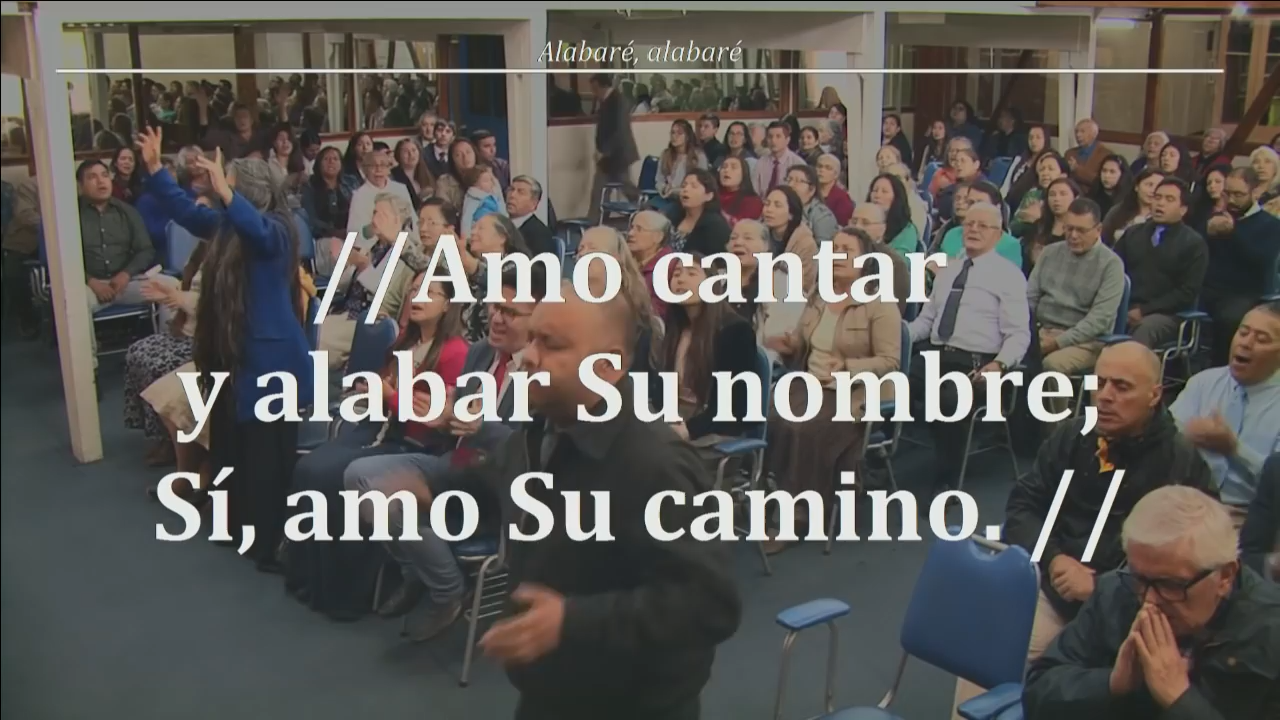 Alabaré, alabaré
//Amo cantar
y alabar Su nombre;
Sí, amo Su camino. //